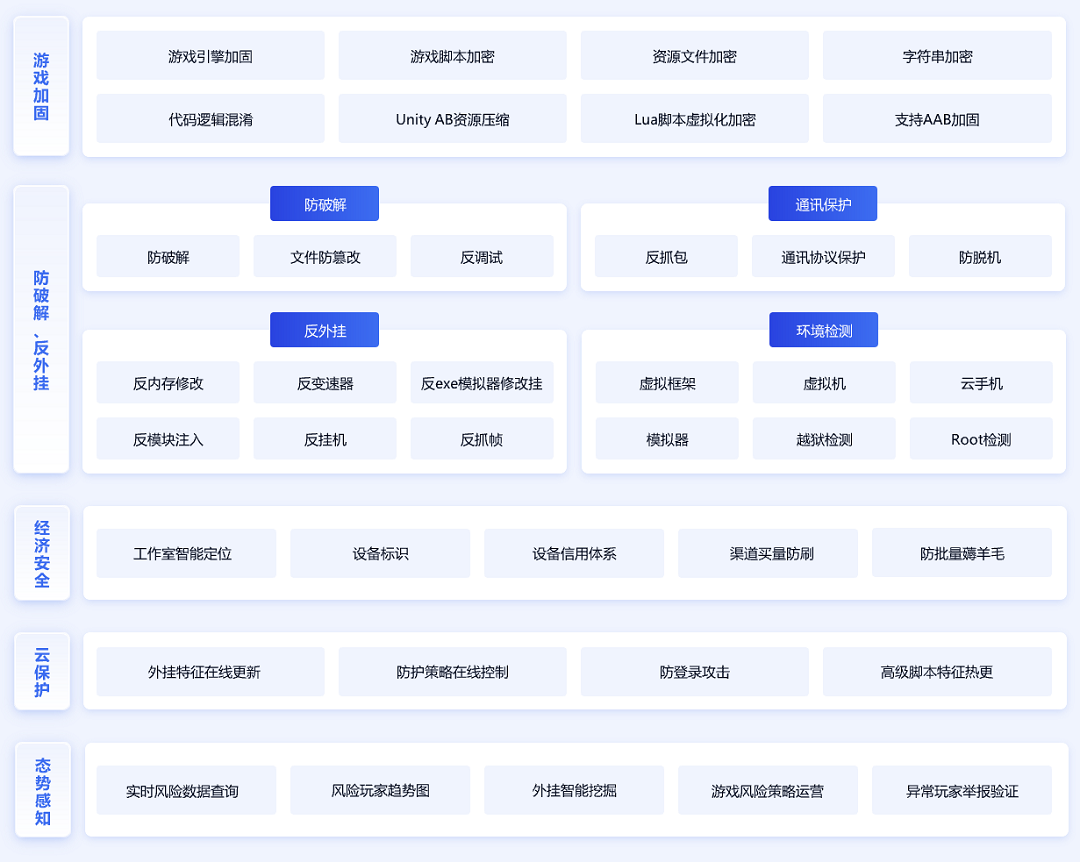 游戏加固
游戏引擎加固
游戏脚本加密
资源文件加密
字符串加密
代码逻辑混淆
Unity AB资源压缩
Lua脚本虚拟化加密
支持AAB加固
防破解、反外挂
防破解
防破解
文件防篡改
反调试
通讯保护
反抓包
通讯协议保护
防脱机
反外挂
反内存修改
反变速器
反exe模拟器修改挂
反模块注入
反挂机
反抓帧
环境检测
虚拟框架
虚拟机
云手机
模拟器
越狱检测
Root检测
经济安全
工作室智能定位
设备标识
设备信用体系
渠道买量防刷
防批量薅羊毛
云保护
外挂特征在线更新
防护策略在线控制
防登录攻击
高级脚本特征热更
态势感知
实时风险数据查询
风险玩家趋势图
外挂智能挖掘
游戏风险策略运营
异常玩家举报验证